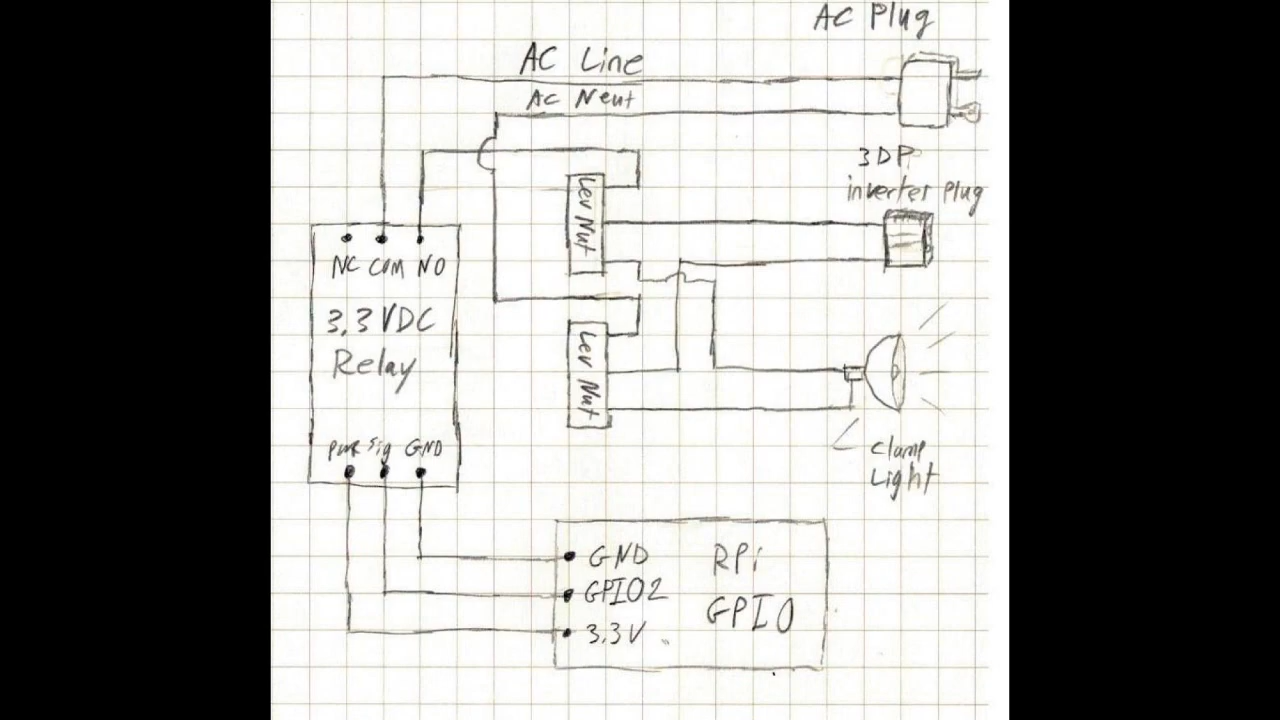 AC Plug
AC Line
AC Neut
3DP
inverter Plug
Lev Nut
NC COM NO
3.3VDC
Relay
Lev Nut
PWR Sig GND
Clamp
Light
GND
GPIO2
3.3V
RPi
GPIO